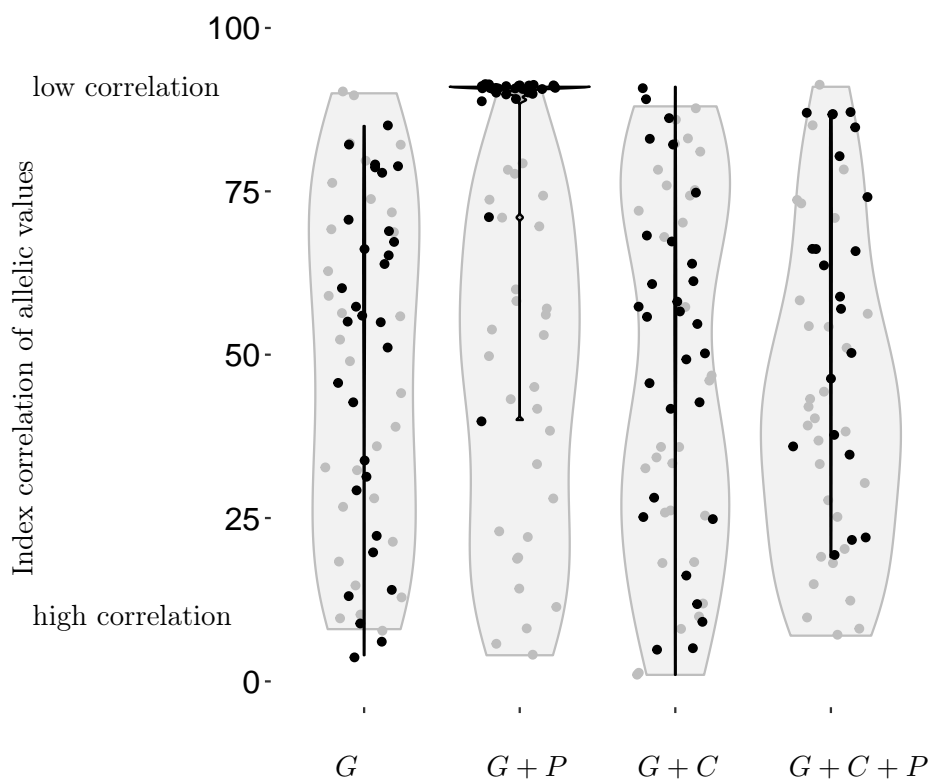 100
low correlation
75
Index correlation of allelic values
50
25
high correlation
0
G
G + P
G + C
G + C + P